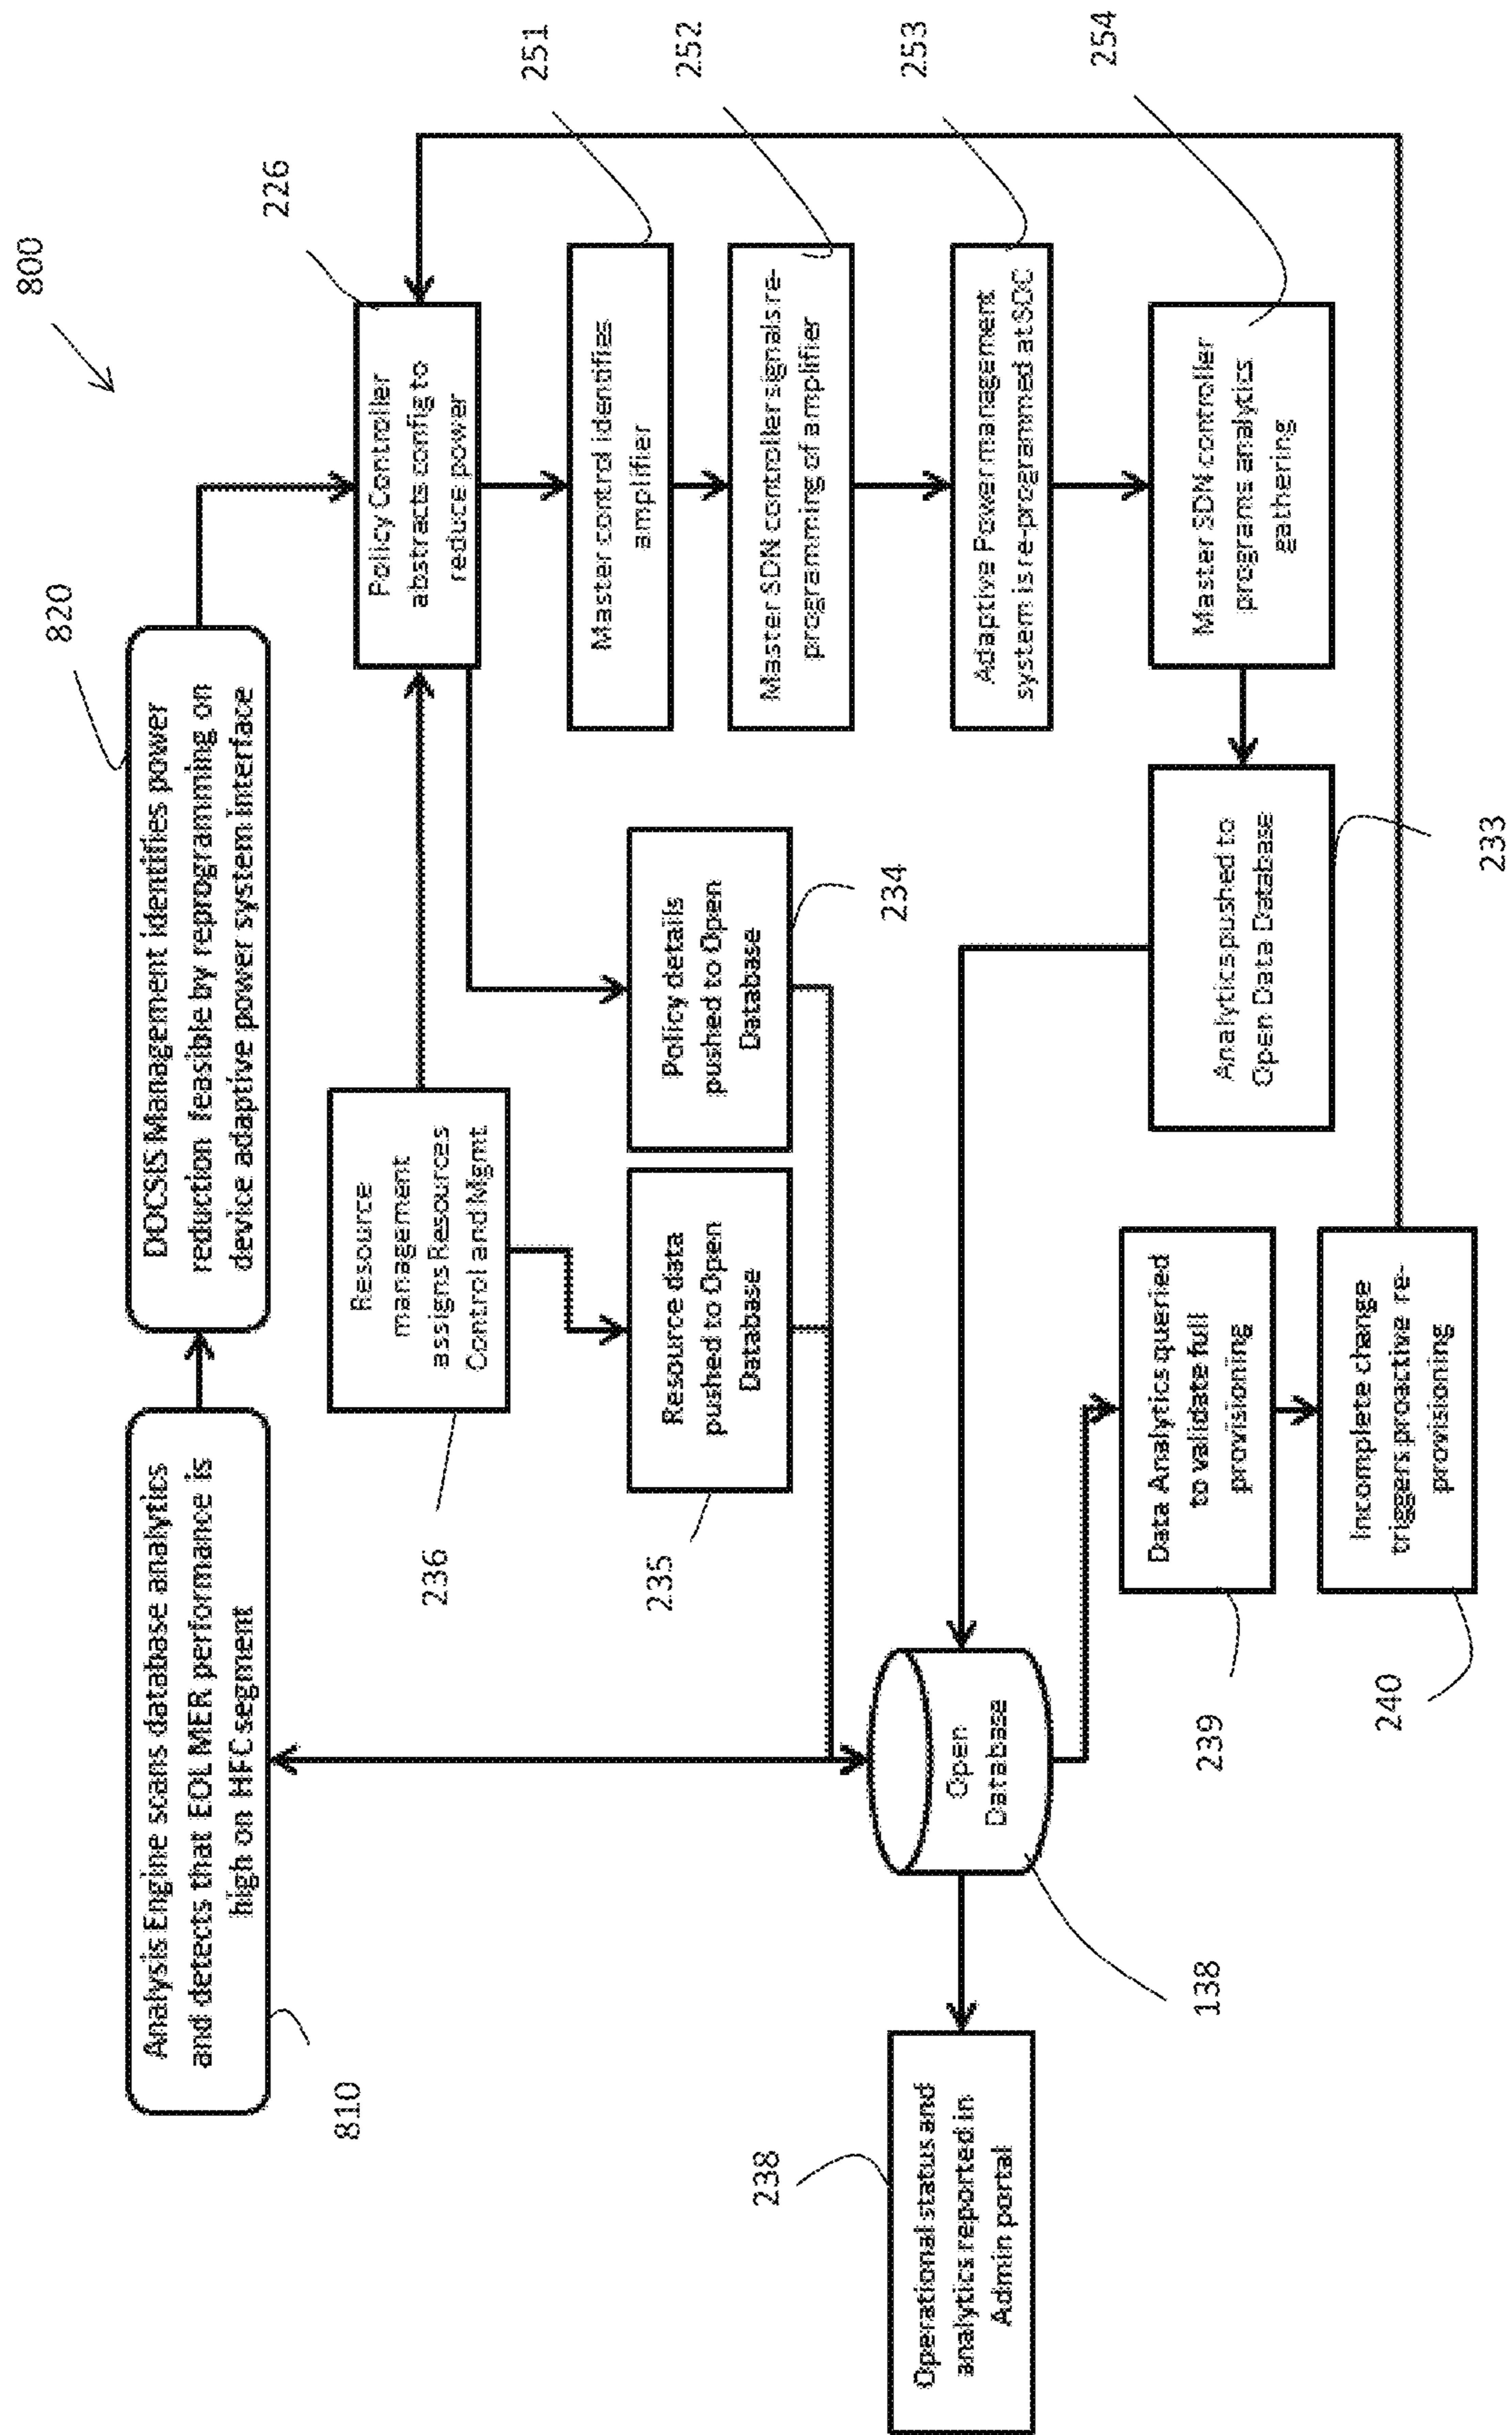 800
810
Analysis Engine scans database analytics
and detects that EOL MER performance is
high on HFC segment
820
DOCSIS Management identifies power
reduction feasible by reprogramming on
device adaptive power system interface
236
Resource
management
assigns Resources
Control and Mgmt
226
Policy Controller
abstracts config to
reduce power
251
Master control identifies
amplifier
252
Master SDN controller signals re-
programming of amplifier
253
Adaptive Power management
system is re-programmed at SDC
254
Master SDN controller
programs analytics
gathering
235
Resource data
pushed to Open
Database
234
Policy details
pushed to Open
Database
233
Analytics pushed to
Open Data Database
138
Open
Database
238
Operational status and
analytics reported in
Admin portal
239
Data Analytics queried
to validate full
provisioning
240
Incomplete change
triggers proactive re-
provisioning